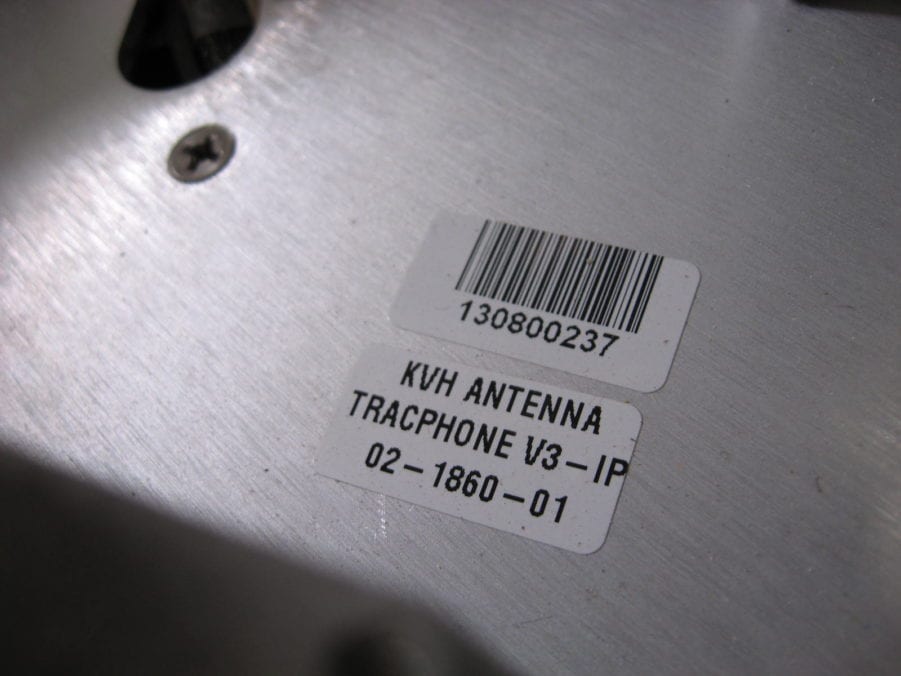 130800237
KVH ANTENNA
TRACPHONE V3-IP
02-1860-01